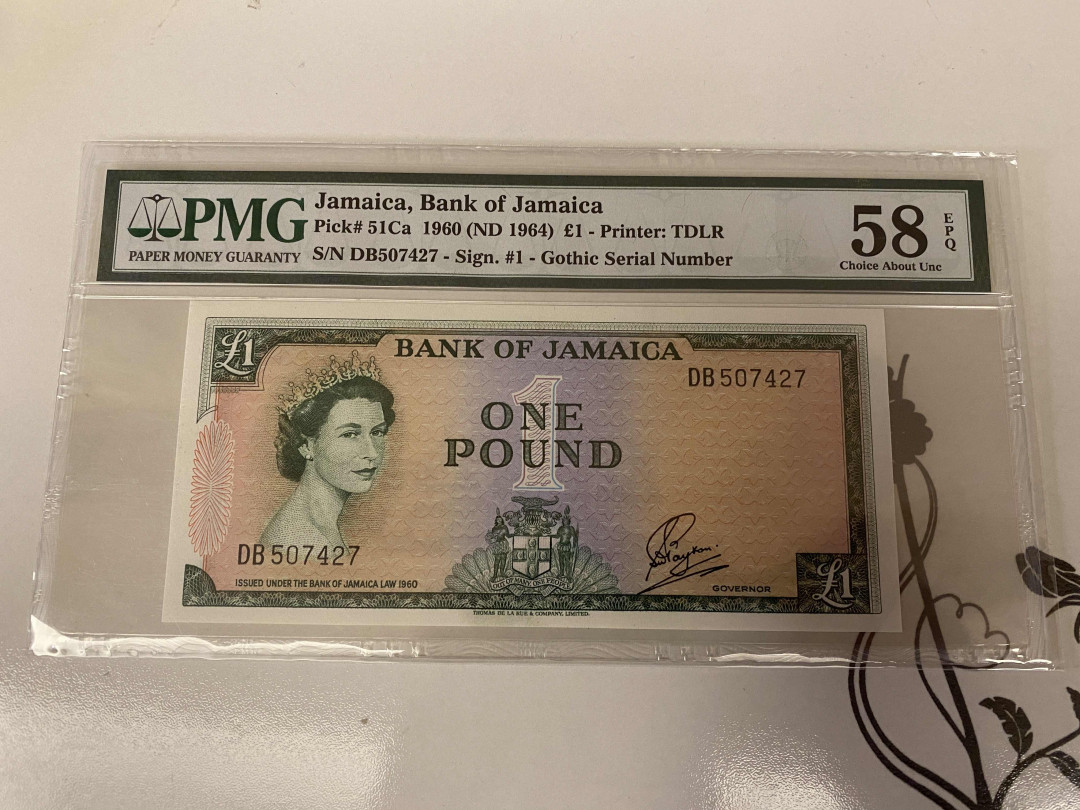 PMG
PAPER MONEY GUARANTY
Jamaica, Bank of Jamaica
Pick# 51Ca 1960 (ND 1964) £1 - Printer: TDLR
S/N DB507427 - Sign. #1 - Gothic Serial Number
58
EPQ
Choice About Unc
£1
BANK OF JAMAICA
DB 507427
1
ONE
POUND
DB 507427
ISSUED UNDER THE BANK OF JAMAICA LAW 1960
OUT OF MANY ONE PEOPLE
GOVERNOR
£1
THOMAS DE LA RUE & COMPANY, LIMITED.